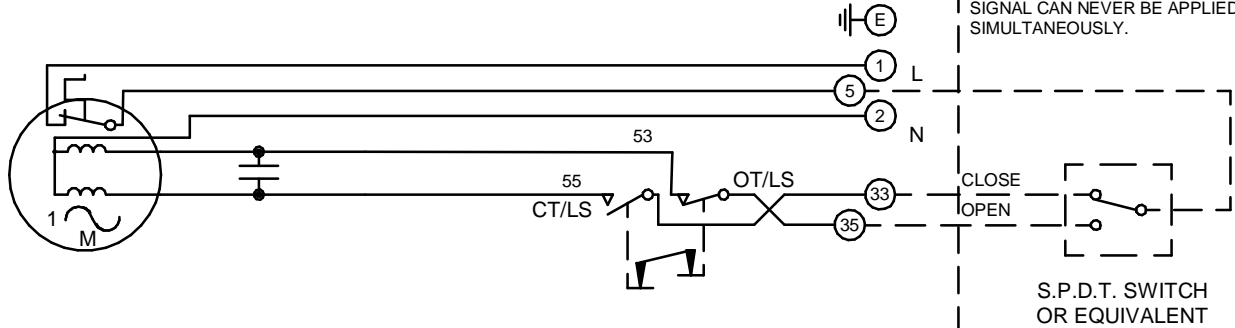 SIGNAL CAN NEVER BE APPLIED
SIMULTANEOUSLY.
E
1
L
5
2
N
53
55
OT/LS
CT/LS
33
CLOSE
OPEN
35
1
M
S.P.D.T. SWITCH
OR EQUIVALENT